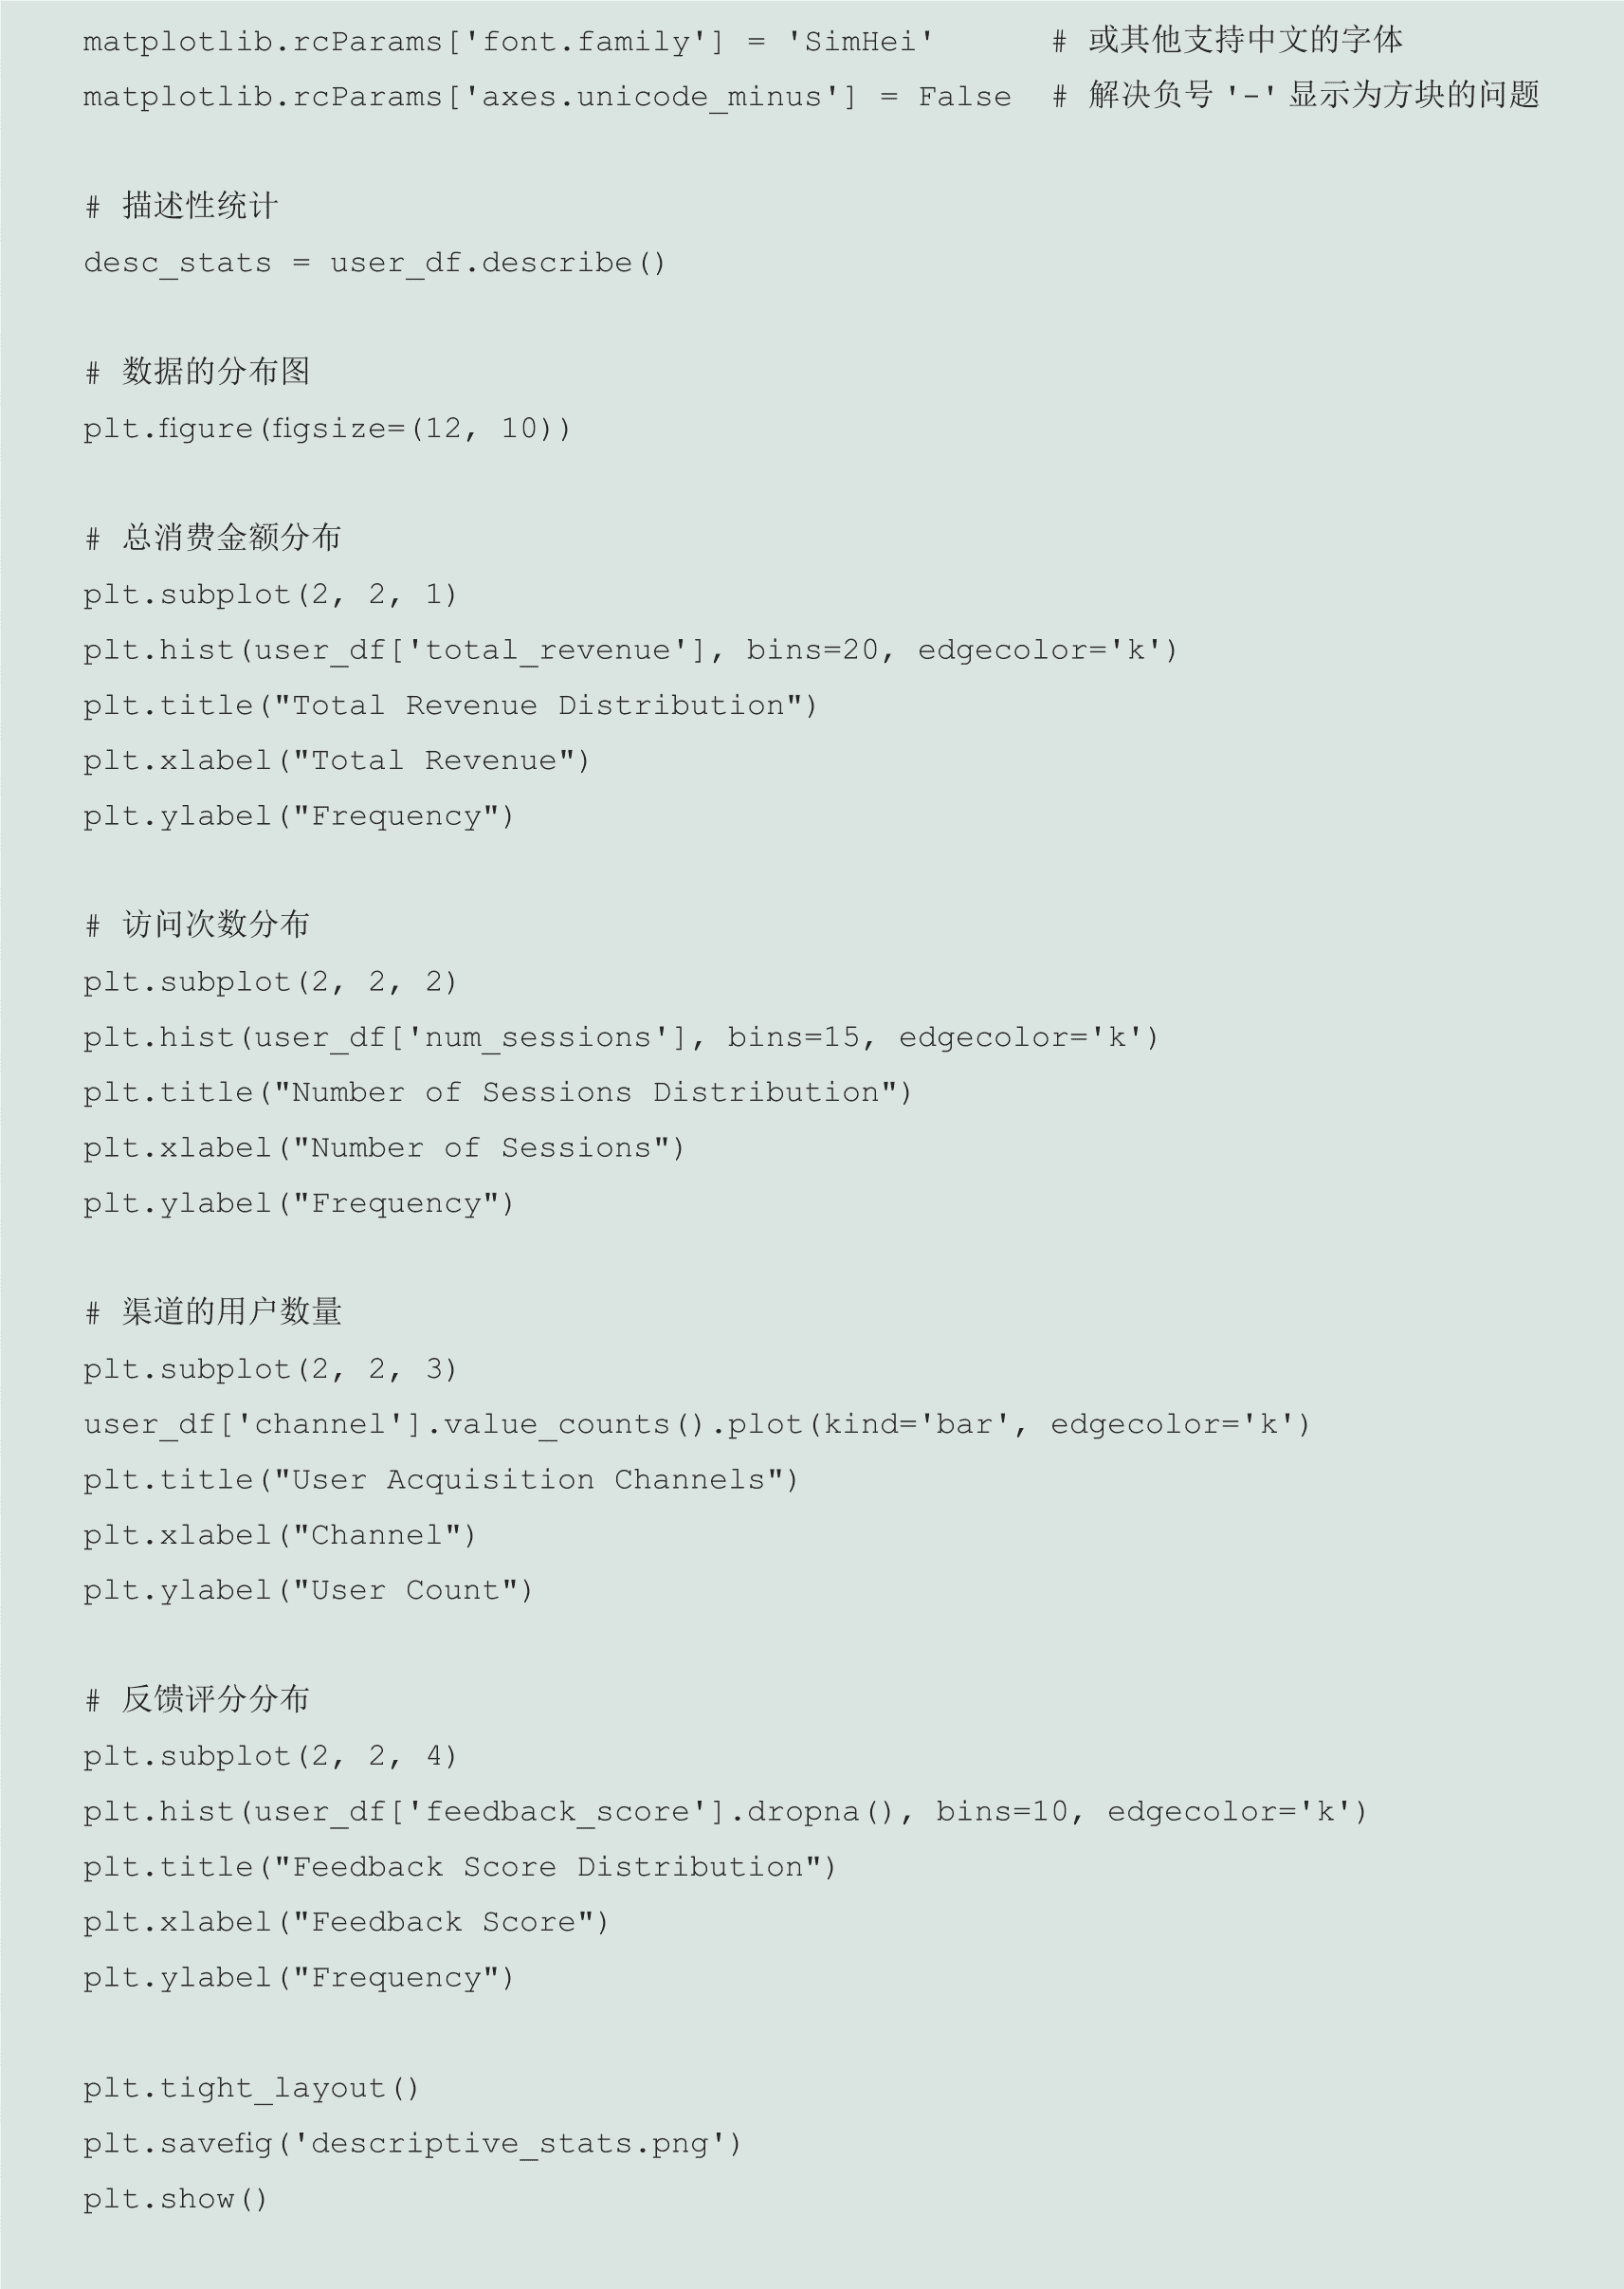 matplotlib.rcParams['font.family'] = 'SimHei'      # 或其他支持中文的字体
matplotlib.rcParams['axes.unicode_minus'] = False  # 解决负号 '-' 显示为方块的问题
# 描述性统计
desc_stats = user_df.describe()
# 数据的分布图
plt.figure(figsize=(12, 10))
# 总消费金额分布
plt.subplot(2, 2, 1)
plt.hist(user_df['total_revenue'], bins=20, edgecolor='k')
plt.title("Total Revenue Distribution")
plt.xlabel("Total Revenue")
plt.ylabel("Frequency")
# 访问次数分布
plt.subplot(2, 2, 2)
plt.hist(user_df['num_sessions'], bins=15, edgecolor='k')
plt.title("Number of Sessions Distribution")
plt.xlabel("Number of Sessions")
plt.ylabel("Frequency")
# 渠道的用户数量
plt.subplot(2, 2, 3)
user_df['channel'].value_counts().plot(kind='bar', edgecolor='k')
plt.title("User Acquisition Channels")
plt.xlabel("Channel")
plt.ylabel("User Count")
# 反馈评分分布
plt.subplot(2, 2, 4)
plt.hist(user_df['feedback_score'].dropna(), bins=10, edgecolor='k')
plt.title("Feedback Score Distribution")
plt.xlabel("Feedback Score")
plt.ylabel("Frequency")
plt.tight_layout()
plt.savefig('descriptive_stats.png')
plt.show()